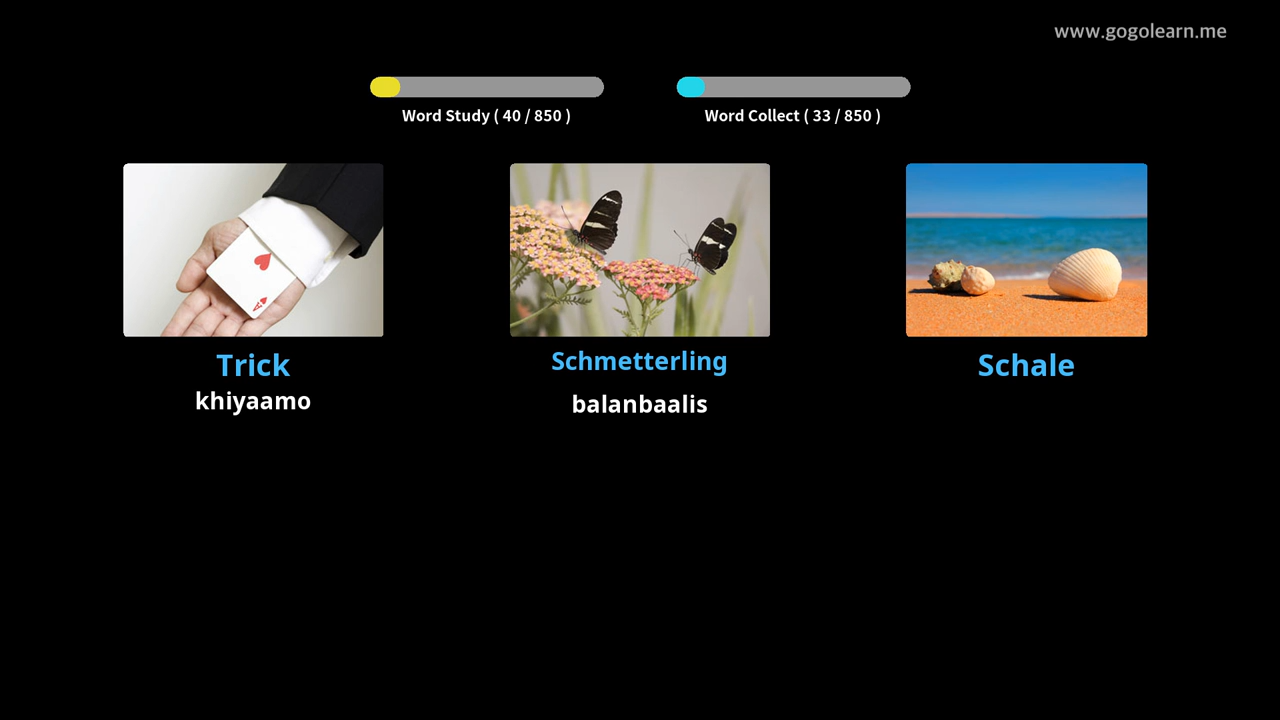 www.gogolearn.me
Word Study ( 40 / 850 )
Word Collect ( 33 / 850 )
Trick
khiyaamo
Schmetterling
balanbaalis
Schale